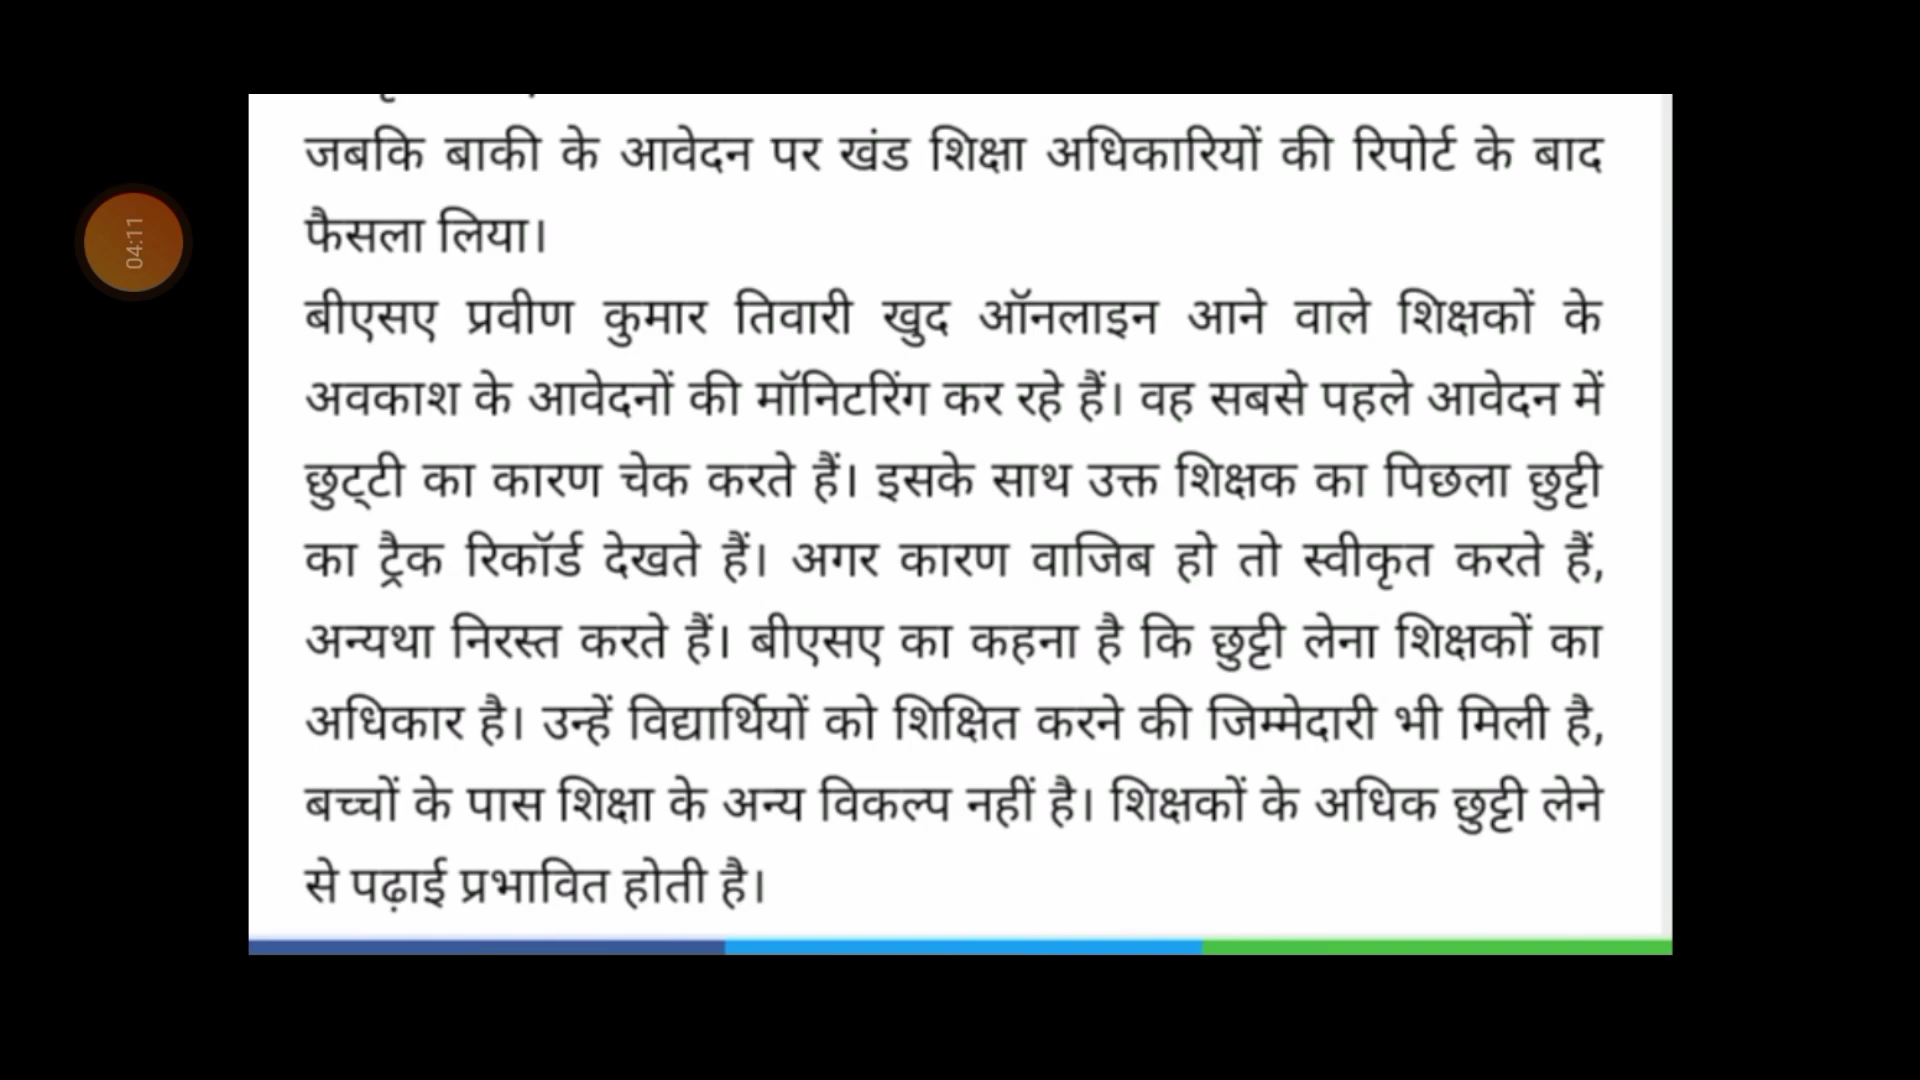 04:11
जबकि बाकी के आवेदन पर खंड शिक्षा अधिकारियों की रिपोर्ट के बाद
फैसला लिया।
बीएसए प्रवीण कुमार तिवारी खुद ऑनलाइन आने वाले शिक्षकों के
अवकाश के आवेदनों की मॉनिटरिंग कर रहे हैं। वह सबसे पहले आवेदन में
छुट्‌टी का कारण चेक करते हैं। इसके साथ उक्त शिक्षक का पिछला छुट्टी
का ट्रैक रिकॉर्ड देखते हैं। अगर कारण वाजिब हो तो स्वीकृत करते हैं,
अन्यथा निरस्त करते हैं। बीएसए का कहना है कि छुट्टी लेना शिक्षकों का
अधिकार है। उन्हें विद्यार्थियों को शिक्षित करने की जिम्मेदारी भी मिली है,
बच्चों के पास शिक्षा के अन्य विकल्प नहीं है। शिक्षकों के अधिक छुट्टी लेने
से पढ़ाई प्रभावित होती है।